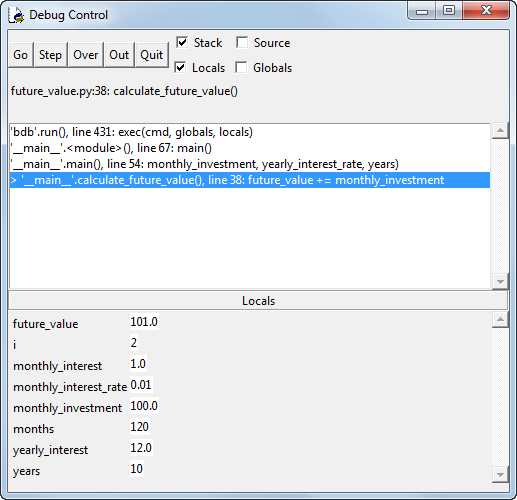 Debug Control
Go Step Over Out Quit Stack Source
Locals Globals
future_value.py:38: calculate_future_value()
'bdb'.run(), line 431: exec(cmd, globals, locals)
'__main__'.<module>(), line 67: main()
'__main__'.main(), line 54: monthly_investment, yearly_interest_rate, years)
> '__main__'.calculate_future_value(), line 38: future_value += monthly_investment
Locals
future_value 101.0
i 2
monthly_interest 1.0
monthly_interest_rate 0.01
monthly_investment 100.0
months 120
yearly_interest 12.0
years 10